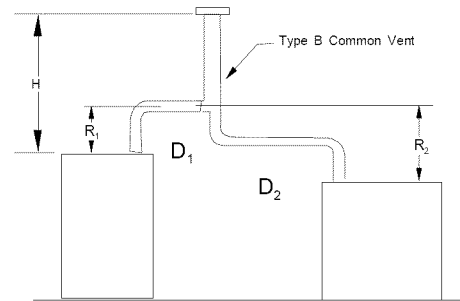 Type B Common Vent
H
R1
D1
R2
D2